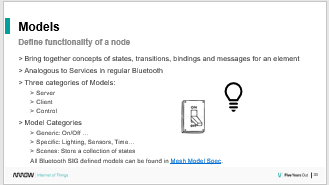 Models
Define functionality of a node
> Bring together concepts of states, transitions, bindings and messages for an element
> Analogous to Services in regular Bluetooth
> Three categories of Models:
> Server
> Client
> Control
> Model Categories
> Generic: On/Off ...
> Specific: Lighting, Sensors, Time...
> Scenes: Store a collection of states
All Bluetooth SIG defined models can be found in Mesh Model Spec.
ON
ARROW Internet of Things
Five Years Out